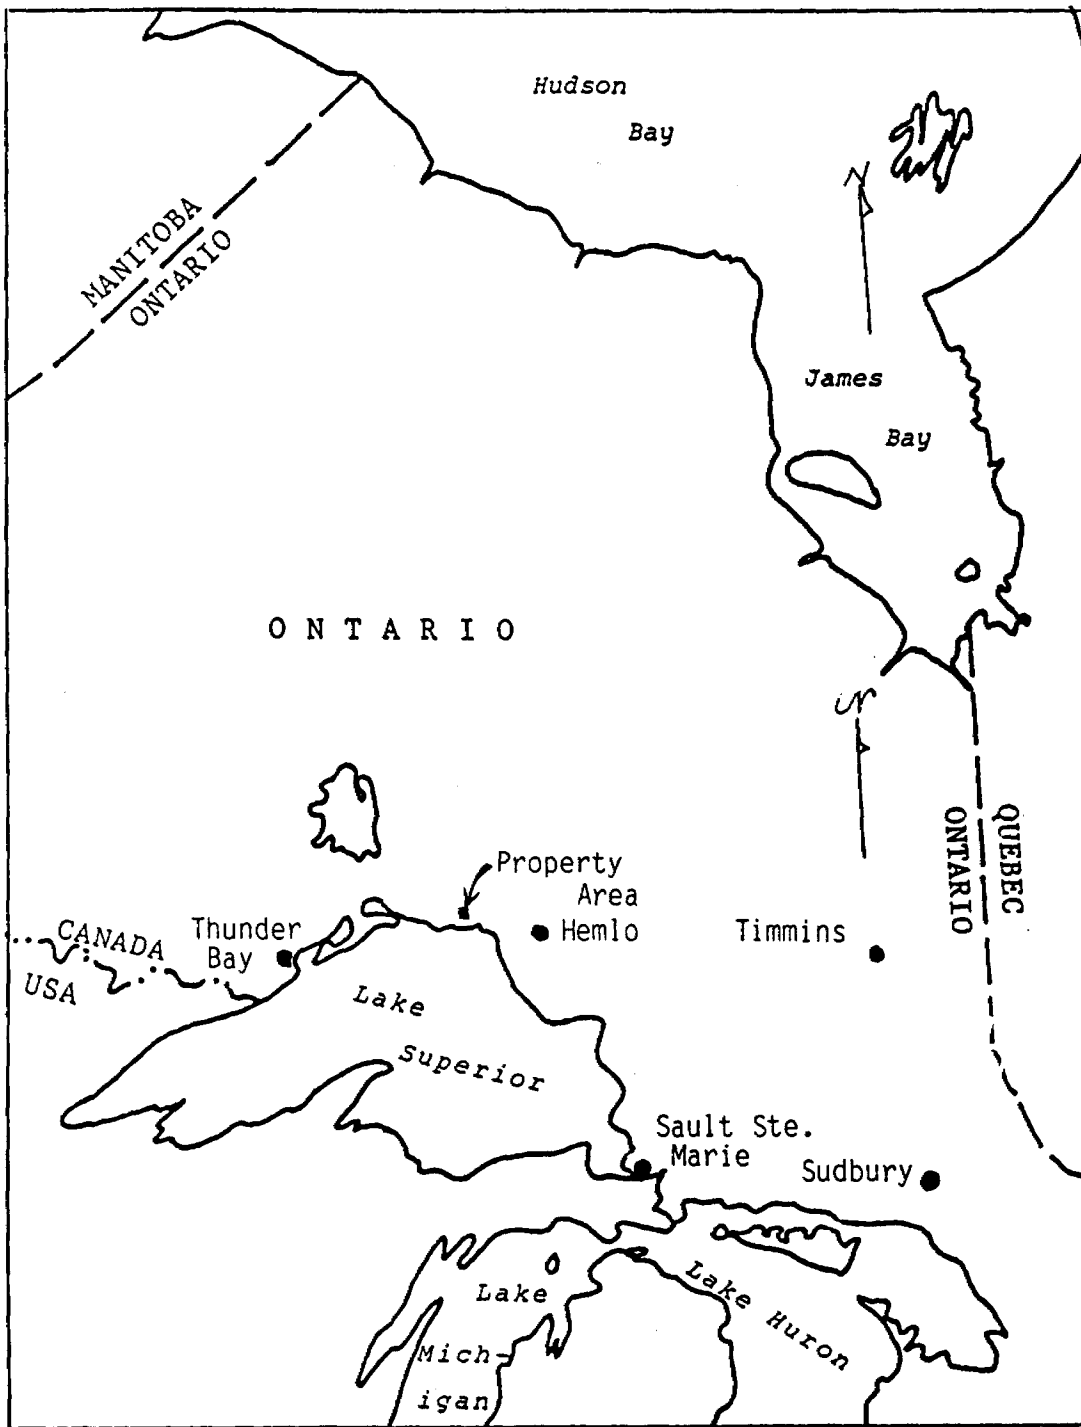 Hudson
Bay
N
MANITOBA
ONTARIO
James
Bay
ONTARIO
N
QUEBEC
ONTARIO
Property
Area
Hemlo
Timmins
Thunder
Bay
CANADA
USA
Lake
Superior
Sault Ste.
Marie
Sudbury
Lake
Mich-
igan
Lake Huron